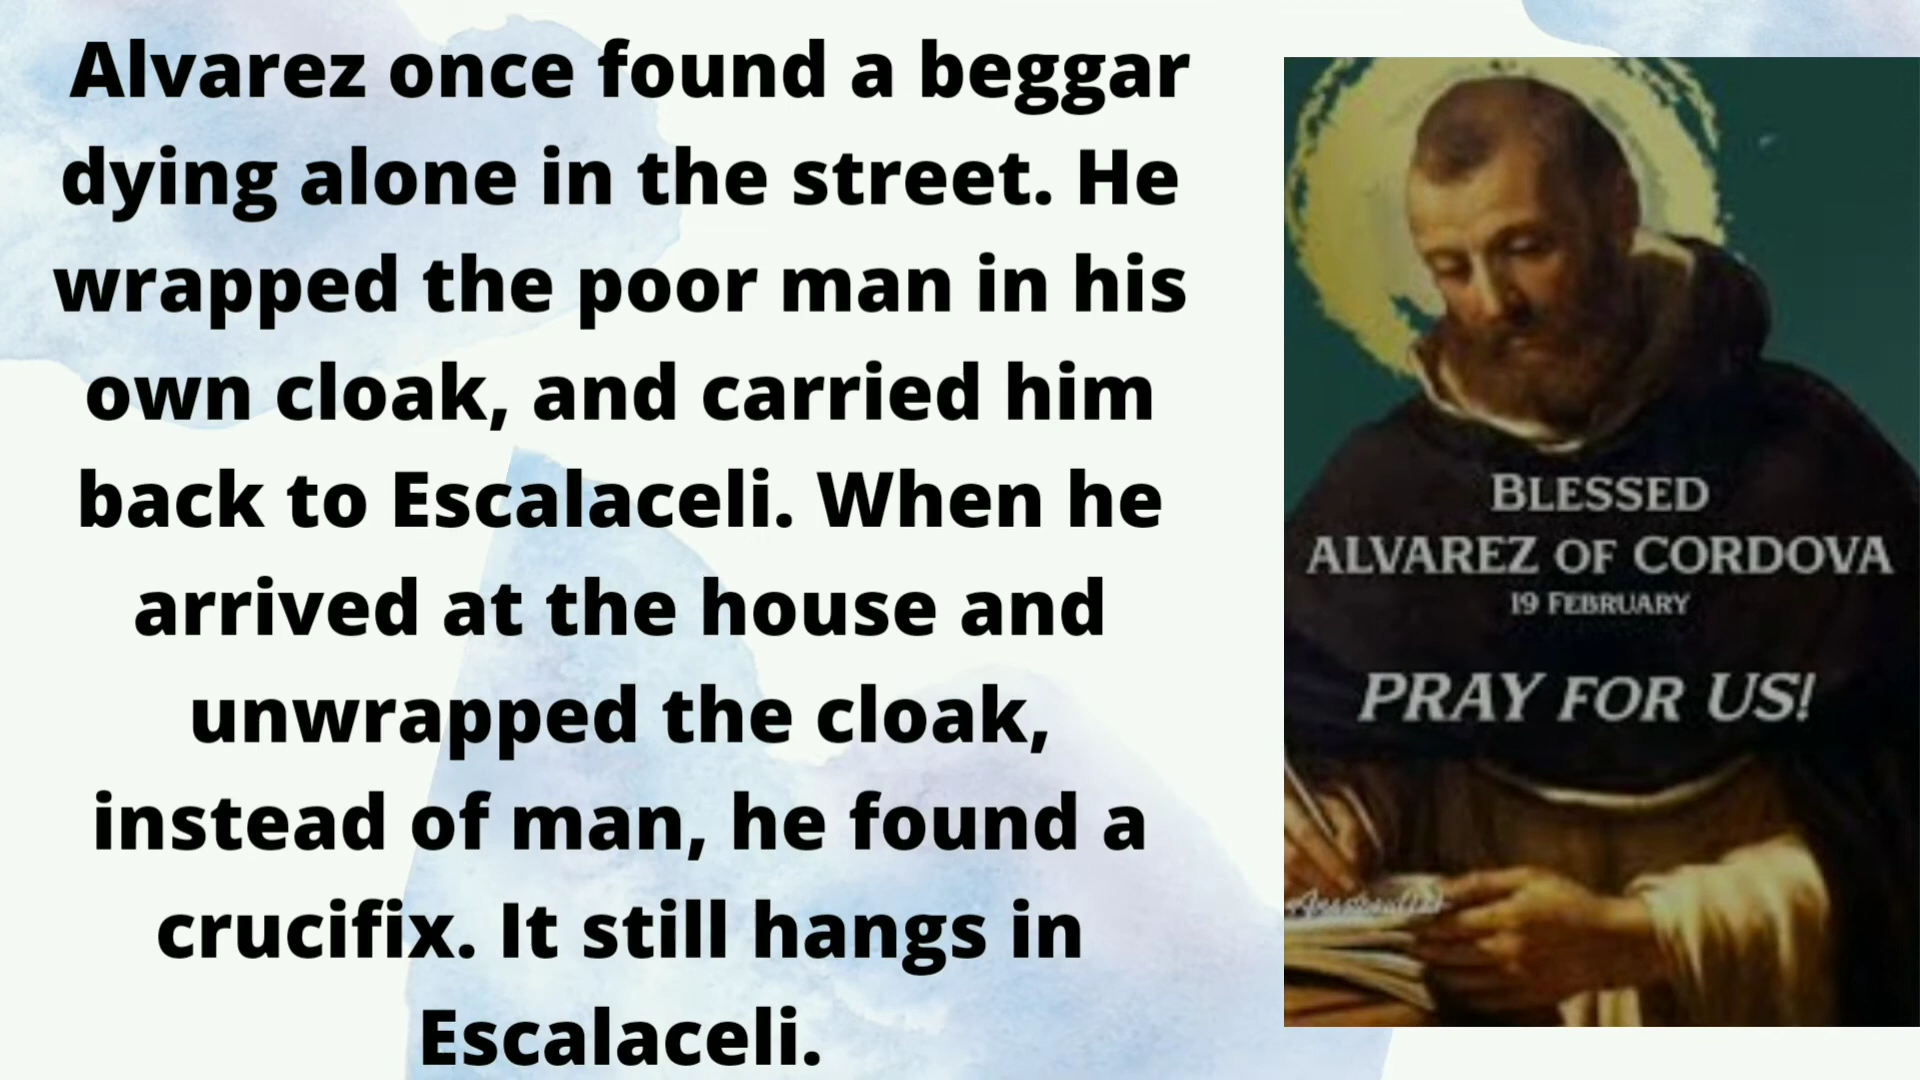 Alvarez once found a beggar
dying alone in the street. He
wrapped the poor man in his
own cloak, and carried him
back to Escalaceli. When he
arrived at the house and
unwrapped the cloak,
instead of man, he found a
crucifix. It still hangs in
Escalaceli.
BLESSED
ALVAREZ OF CORDOVA
19 FEBRUARY
PRAY FOR US!